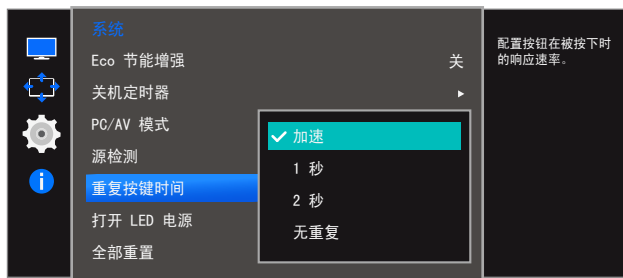 系统
Eco 节能增强 关
关机定时器
PC/AV 模式
源检测
重复按键时间
打开 LED 电源
全部重置
加速
1 秒
2 秒
无重复
配置按钮在被按下时
的响应速率。